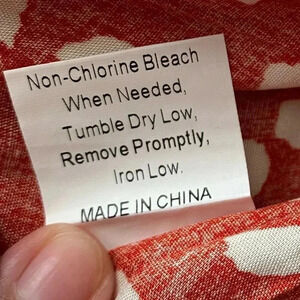 Non-Chlorine Bleach
When Needed,
Tumble Dry Low,
Remove Promptly,
Iron Low.
MADE IN CHINA